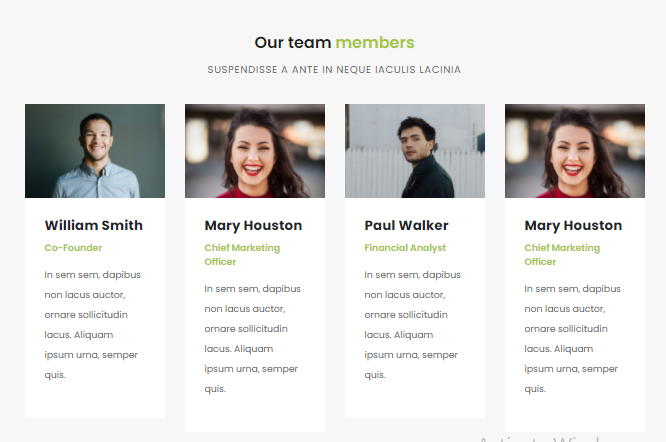 Our team members
SUSPENDISSE A ANTE IN NEQUE IACULIS LACINIA
William Smith
Co-Founder
In sem sem, dapibus
non lacus auctor,
ornare sollicitudin
lacus. Aliquam
ipsum urna, semper
quis.
Mary Houston
Chief Marketing
Officer
In sem sem, dapibus
non lacus auctor,
ornare sollicitudin
lacus. Aliquam
ipsum urna, semper
quis.
Paul Walker
Financial Analyst
In sem sem, dapibus
non lacus auctor,
ornare sollicitudin
lacus. Aliquam
ipsum urna, semper
quis.
Mary Houston
Chief Marketing
Officer
In sem sem, dapibus
non lacus auctor,
ornare sollicitudin
lacus. Aliquam
ipsum urna, semper
quis.